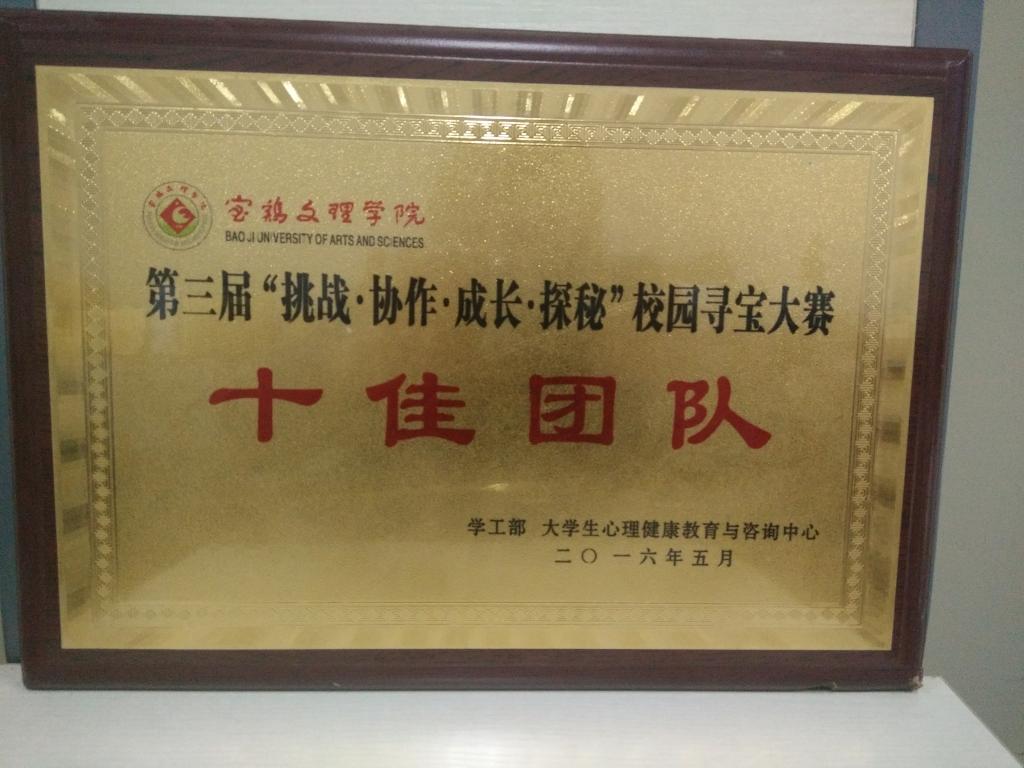 宝鸡文理学院
BAOJI UNIVERSITY OF ARTS AND SCIENCES
第三届“挑战·协作·成长·探秘”校园寻宝大赛
十佳团队
学工部 大学生心理健康教育与咨询中心
二〇一六年五月